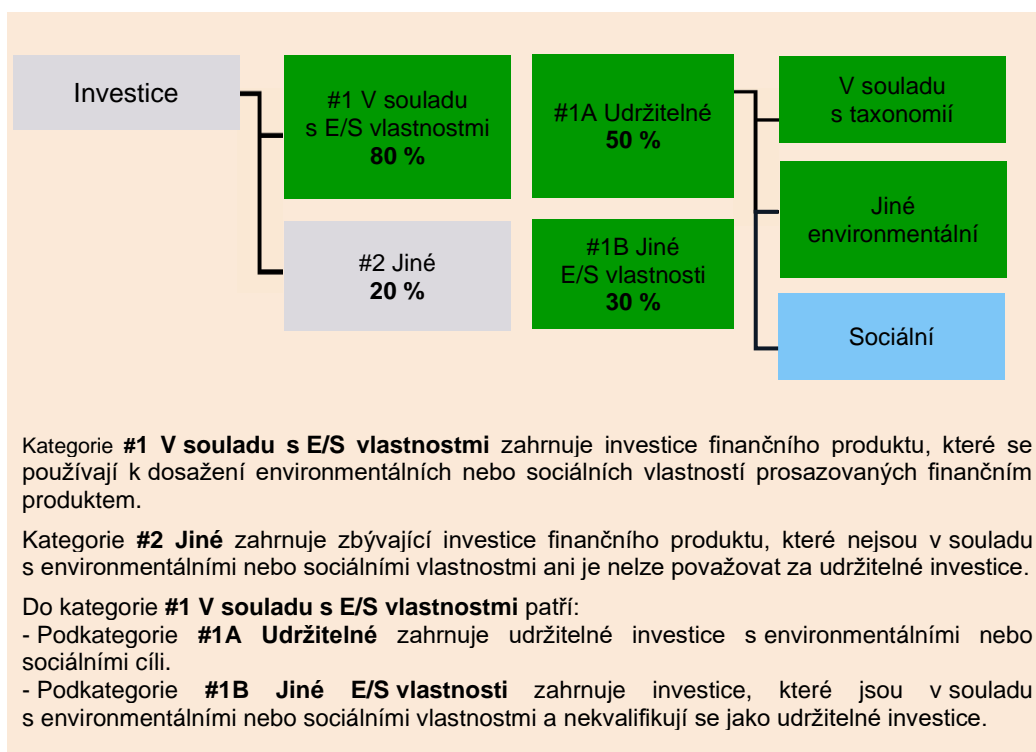 Investice
#1 V souladu
s E/S vlastnostmi
80 %
#2 Jiné
20 %
#1A Udržitelné
50 %
#1B Jiné
E/S vlastnosti
30 %
V souladu
s taxonomií
Jiné
environmentální
Sociální
Kategorie #1 V souladu s E/S vlastnostmi zahrnuje investice finančního produktu, které se
používají k dosažení environmentálních nebo sociálních vlastností prosazovaných finančním
produktem.
Kategorie #2 Jiné zahrnuje zbývající investice finančního produktu, které nejsou v souladu
s environmentálními nebo sociálními vlastnostmi ani je nelze považovat za udržitelné investice.
Do kategorie #1 V souladu s E/S vlastnostmi patří:
- Podkategorie #1A Udržitelné zahrnuje udržitelné investice s environmentálními nebo
sociálními cíli.
- Podkategorie #1B Jiné E/S vlastnosti zahrnuje investice, které jsou v souladu
s environmentálními nebo sociálními vlastnostmi a nekvalifikují se jako udržitelné investice.